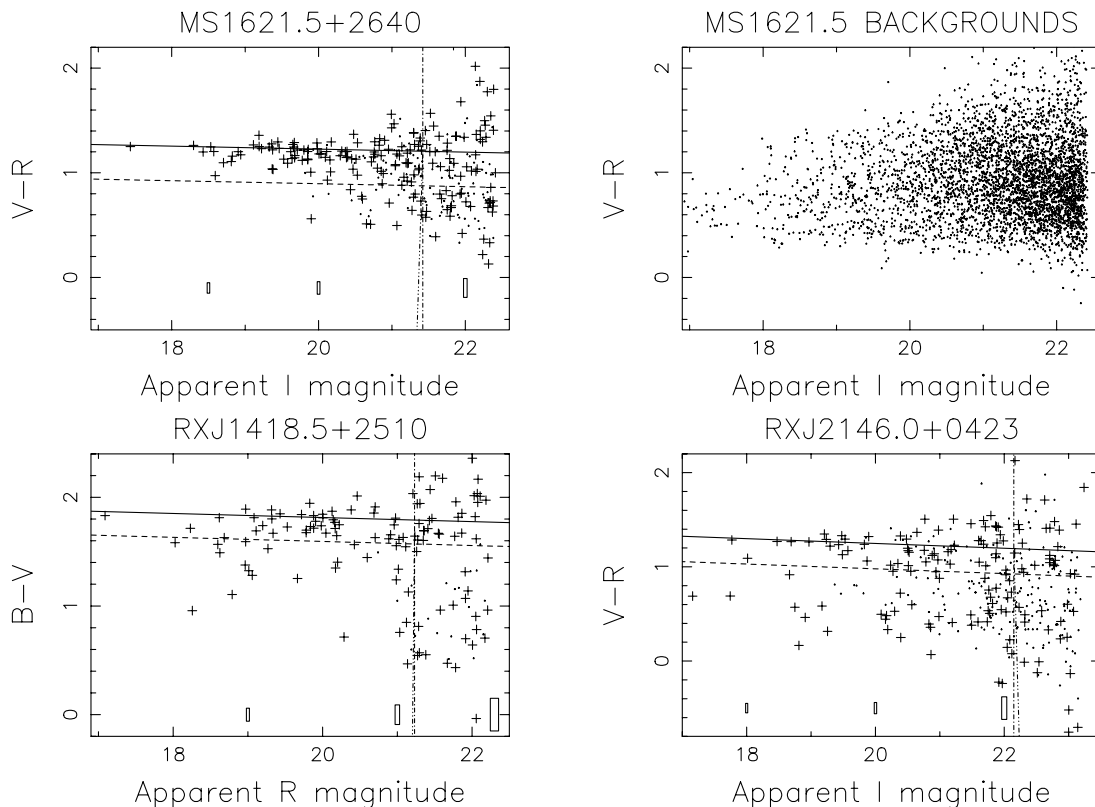 MS1621.5+2640
V−R
2
1
0
18
20
22
Apparent I magnitude
MS1621.5 BACKGROUNDS
V−R
2
1
0
18
20
22
Apparent I magnitude
RXJ1418.5+2510
B−V
2
1
0
18
20
22
Apparent R magnitude
RXJ2146.0+0423
V−R
2
1
0
18
20
22
Apparent I magnitude